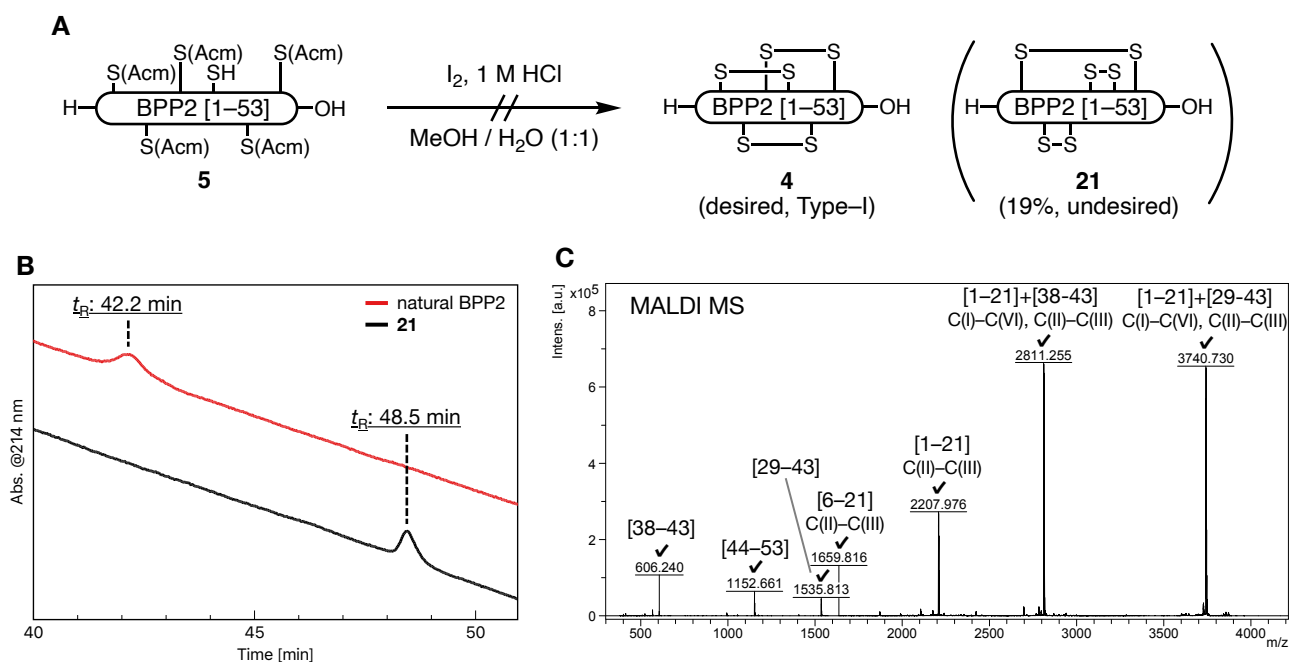 A
S(Acm) S(Acm) SH S(Acm)
H BPP2 [1–53] OH
S(Acm) S(Acm)
5
I2, 1 M HCl
MeOH / H2O (1:1)
S S
S S
H BPP2 [1–53] OH
S S
4
(desired, Type–I)
S S
S–S
H BPP2 [1–53] OH
S–S
21
(19%, undesired)
B
tR: 42.2 min
natural BPP2
21
tR: 48.5 min
Abs. @214 nm
40 45 50
Time [min]
C
Intens. [a.u.]
x105
MALDI MS
[1–21]+[38-43]
C(I)–C(VI), C(II)–C(III)
2811.255
[1–21]+[29-43]
C(I)–C(VI), C(II)–C(III)
3740.730
[1–21]
C(II)–C(III)
2207.976
[29–43]
[6–21]
C(II)–C(III)
1659.816
[38–43]
606.240
[44–53]
1152.661
1535.813
8
6
4
2
0
500 1000 1500 2000 2500 3000 3500 4000
m/z